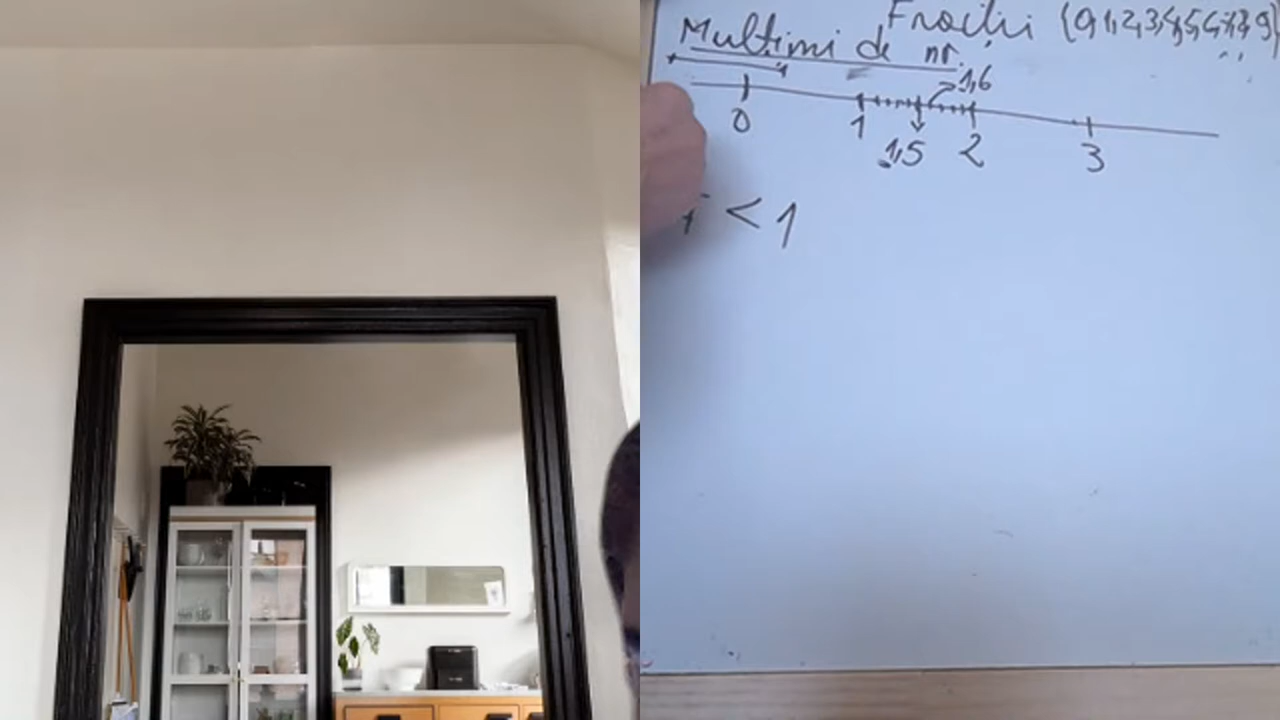 Fracții {0,1,2,3,4,5,6,7,8,9}
Mulțimi de nr.
1,6
0 1 2 3
1,5
< 1